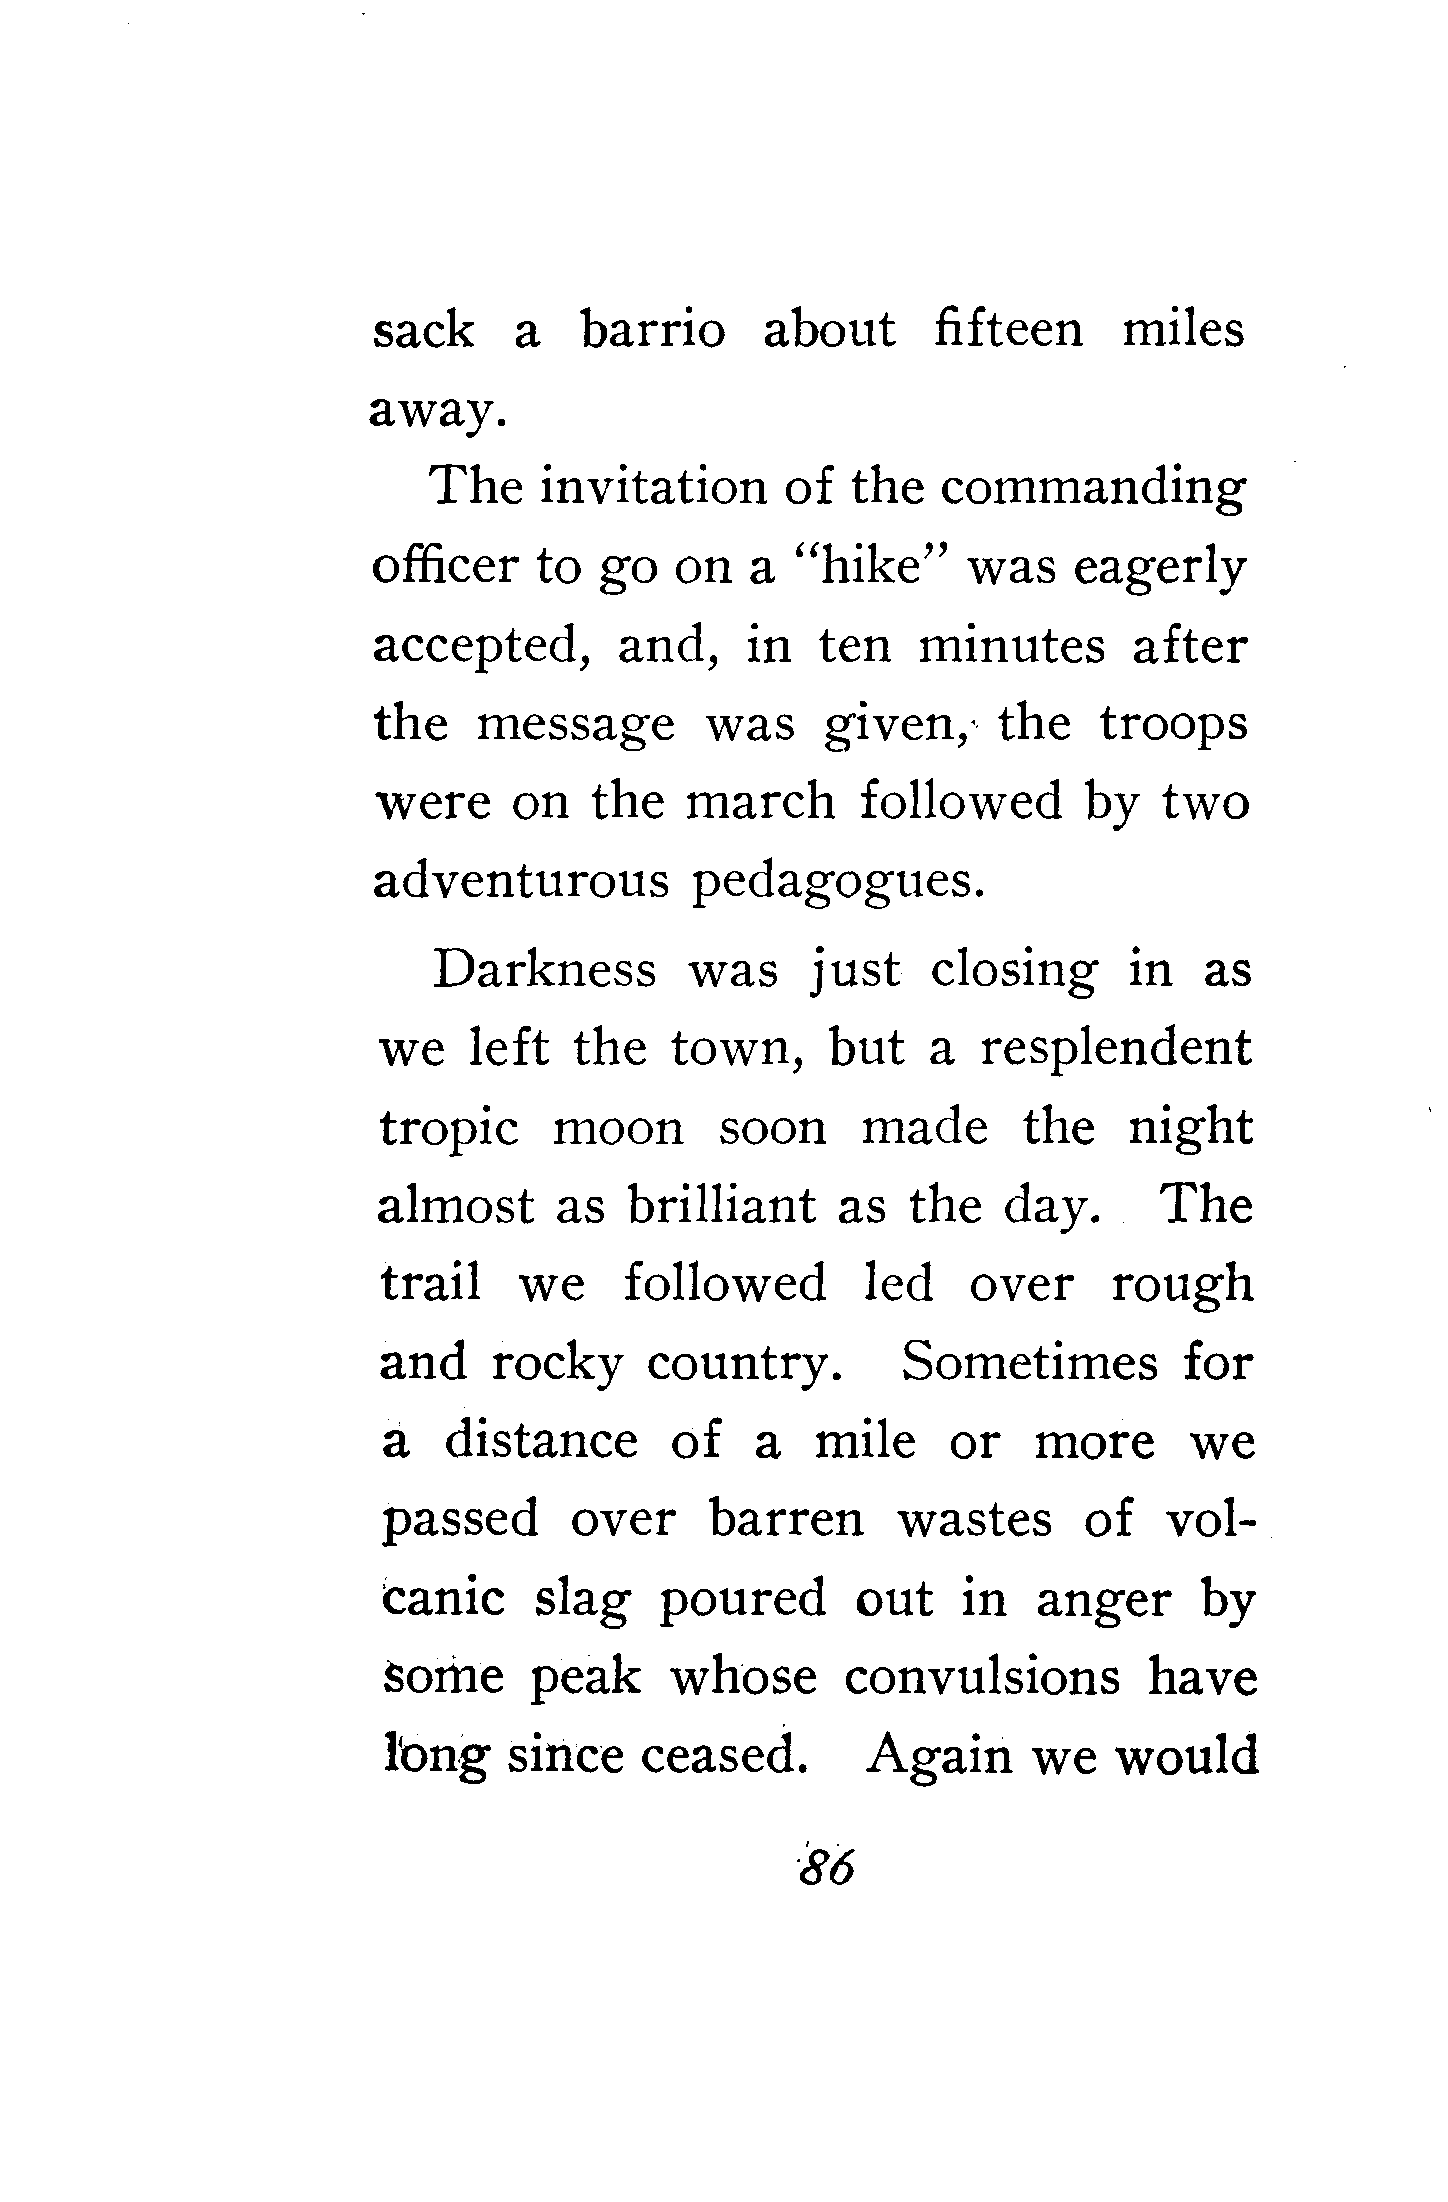 sack a barrio about fifteen miles
away.
The invitation of the commanding
officer to go on a “hike” was eagerly
accepted, and, in ten minutes after
the message was given, the troops
were on the march followed by two
adventurous pedagogues.
Darkness was just closing in as
we left the town, but a resplendent
tropic moon soon made the night
almost as brilliant as the day. The
trail we followed led over rough
and rocky country. Sometimes for
a distance of a mile or more we
passed over barren wastes of vol-
canic slag poured out in anger by
some peak whose convulsions have
long since ceased. Again we would
86